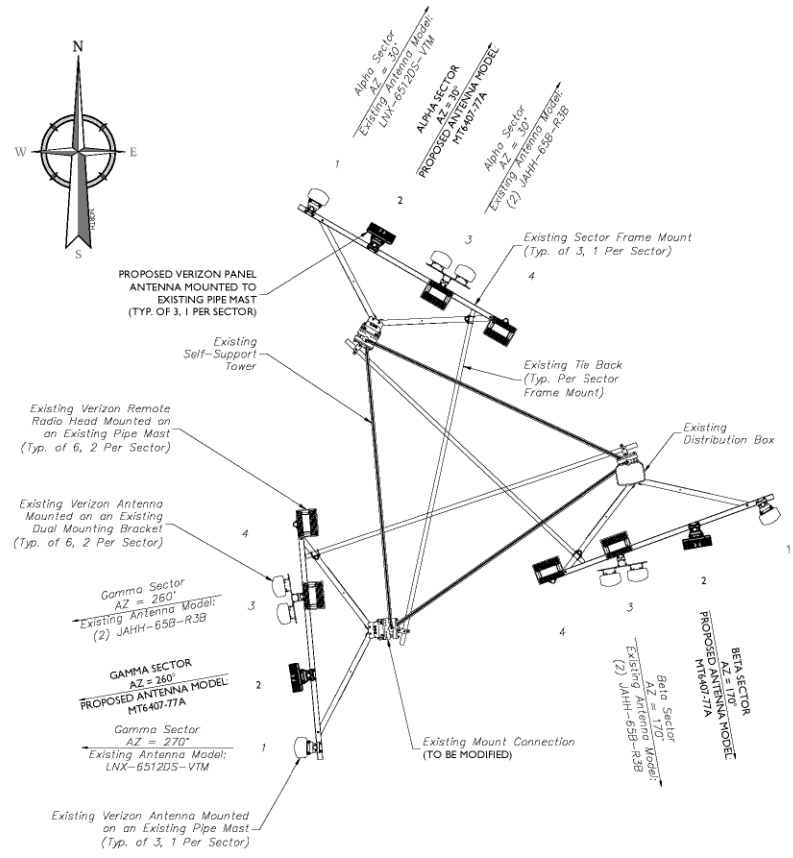 N
W
E
S
NORTH
Alpha Sector
AZ = 30°
Existing Antenna Model:
LNX-6512DS-VTM
ALPHA SECTOR
AZ = 30°
PROPOSED ANTENNA MODEL:
MT6407-77A
Alpha Sector
AZ = 30°
Existing Antenna Model:
(2) JAHH-65B-R3B
1
2
3
4
Existing Sector Frame Mount
(Typ. of 3, 1 Per Sector)
PROPOSED VERIZON PANEL
ANTENNA MOUNTED TO
EXISTING PIPE MAST
(TYP. OF 3, 1 PER SECTOR)
Existing
Self-Support
Tower
Existing Tie Back
(Typ. Per Sector
Frame Mount)
Existing Verizon Remote
Radio Head Mounted on
an Existing Pipe Mast
(Typ. of 6, 2 Per Sector)
Existing
Distribution Box
Existing Verizon Antenna
Mounted on an Existing
Dual Mounting Bracket
(Typ. of 6, 2 Per Sector)
4
3
2
1
Gamma Sector
AZ = 260°
Existing Antenna Model:
(2) JAHH-65B-R3B
GAMMA SECTOR
AZ = 260°
PROPOSED ANTENNA MODEL:
MT6407-77A
Gamma Sector
AZ = 270°
Existing Antenna Model:
LNX-6512DS-VTM
1
2
3
4
BETA SECTOR
AZ = 170°
PROPOSED ANTENNA MODEL:
MT6407-77A
Beta Sector
AZ = 170°
Existing Antenna Model:
(2) JAHH-65B-R3B
Existing Mount Connection
(TO BE MODIFIED)
Existing Verizon Antenna Mounted
on an Existing Pipe Mast
(Typ. of 3, 1 Per Sector)